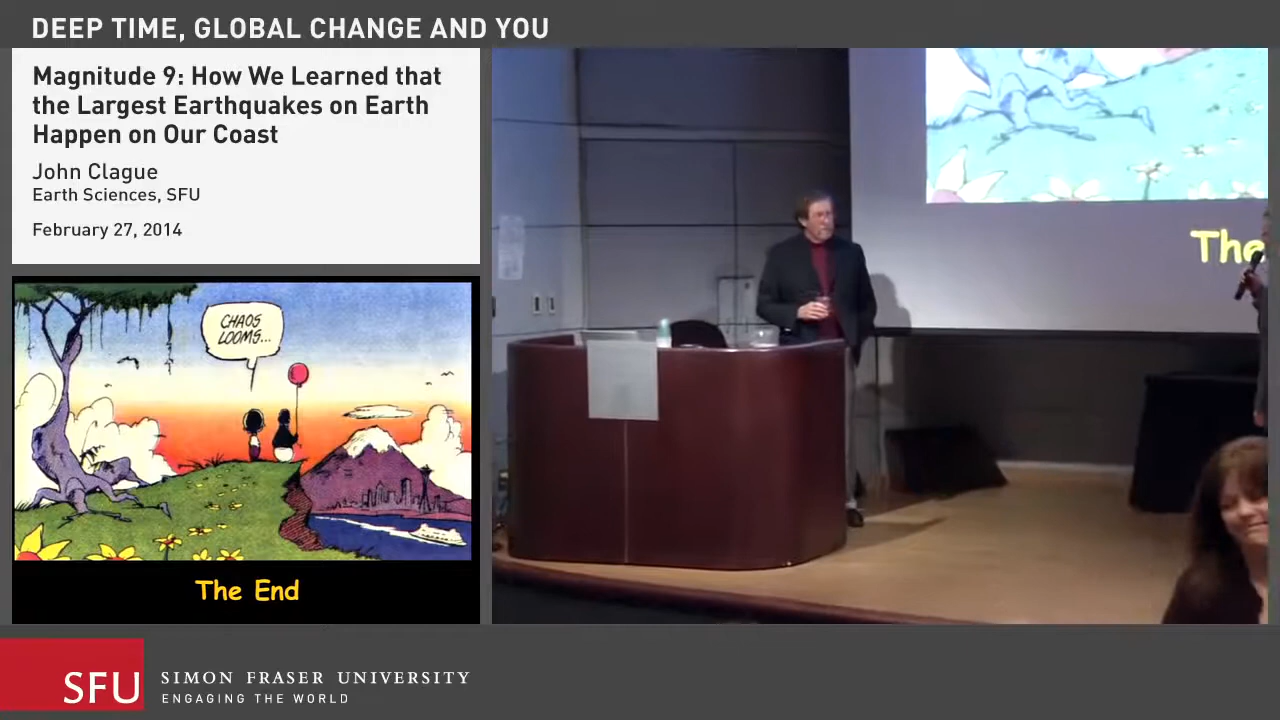 DEEP TIME, GLOBAL CHANGE AND YOU
Magnitude 9: How We Learned that
the Largest Earthquakes on Earth
Happen on Our Coast
John Clague
Earth Sciences, SFU
February 27, 2014
CHAOS
LOOMS...
The End
The
SFU
SIMON FRASER UNIVERSITY
ENGAGING THE WORLD